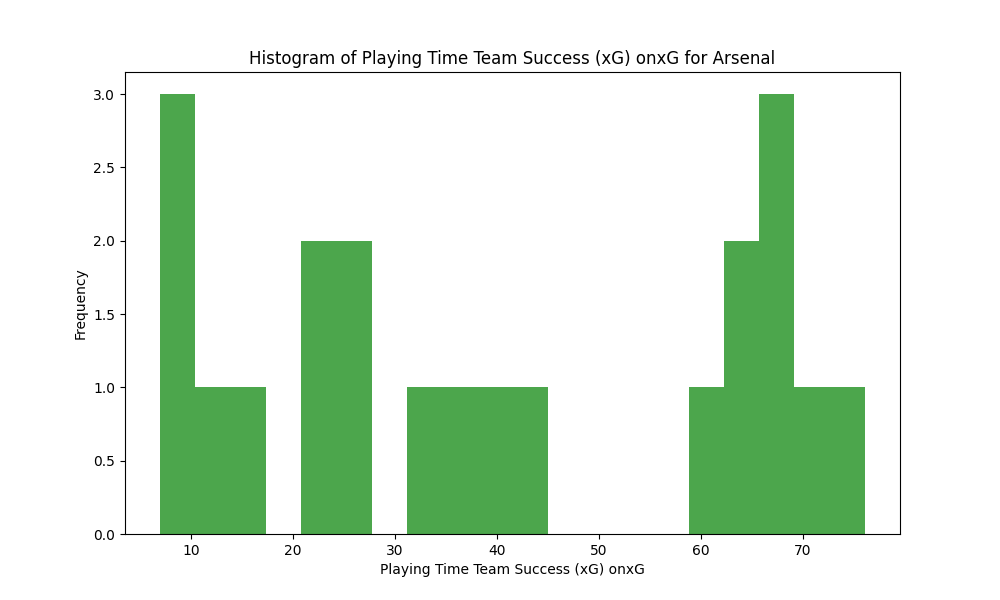 Histogram of Playing Time Team Success (xG) onxG for Arsenal
3.0
2.5
2.0
1.5
1.0
0.5
0.0
Frequency
10 20 30 40 50 60 70
Playing Time Team Success (xG) onxG